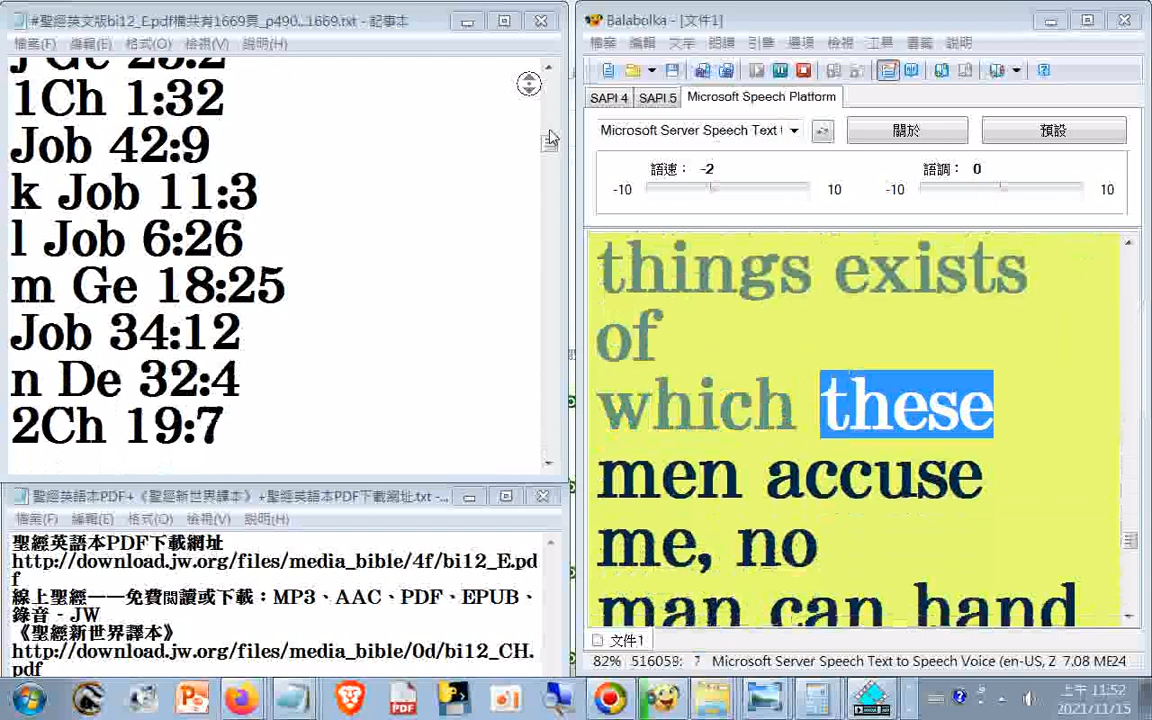 #聖經英文版bi12_E.pdf檔共有1669頁_p490...1669.txt - 記事本
檔案(F) 編輯(E) 格式(O) 檢視(V) 說明(H)
j Ge 25:2
1Ch 1:32
Job 42:9
k Job 11:3
l Job 6:26
m Ge 18:25
Job 34:12
n De 32:4
2Ch 19:7
聖經英語本PDF+《聖經新世界譯本》+聖經英語本PDF下載網址.txt -...
檔案(F) 編輯(E) 格式(O) 檢視(V) 說明(H)
聖經英語本PDF下載網址
http://download.jw.org/files/media_bible/4f/bi12_E.pd
f
線上聖經——免費閱讀或下載：MP3、AAC、PDF、EPUB、
錄音 - JW
《聖經新世界譯本》
http://download.jw.org/files/media_bible/0d/bi12_CH.
pdf
Balabolka - [文件1]
檔案 編輯 文字 朗讀 引擎 選項 檢視 工具 書籤 說明
SAPI 4 SAPI 5 Microsoft Speech Platform
Microsoft Server Speech Text 關於 預設
語速： -2 語調： 0
-10 10 -10 10
things exists
of
which these
men accuse
me, no
man can hand
文件1
82% 516059: 7 Microsoft Server Speech Text to Speech Voice (en-US, Z 7.08 ME24
上午 11:52
2021/11/15